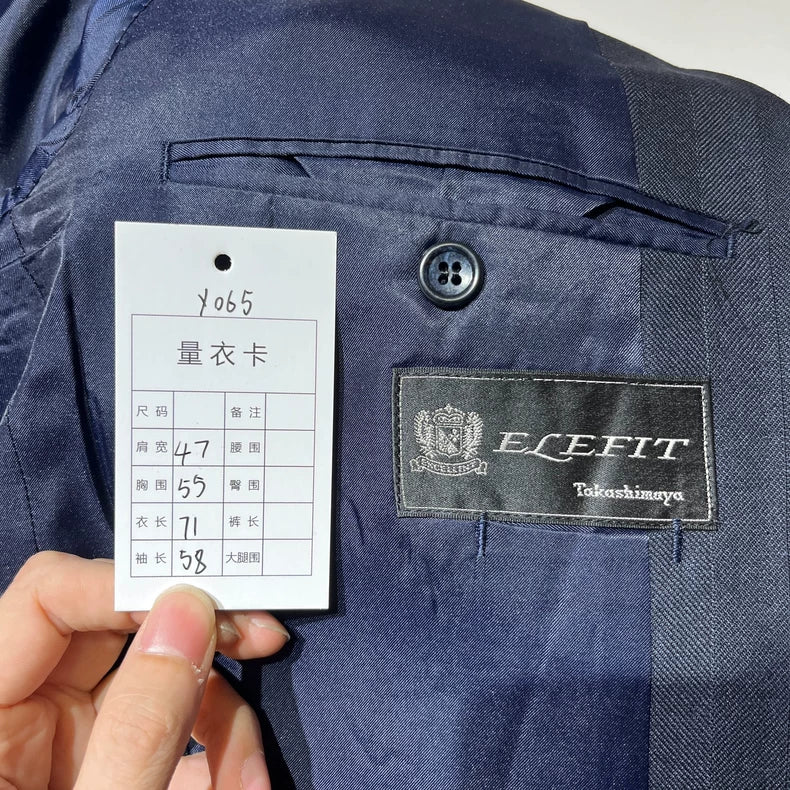 Y065
量衣卡
尺码 备注
肩宽 47 腰围
胸围 55 臀围
衣长 71 裤长
袖长 58 大腿围
ELEFIT
EXCELLENT
Takashimaya